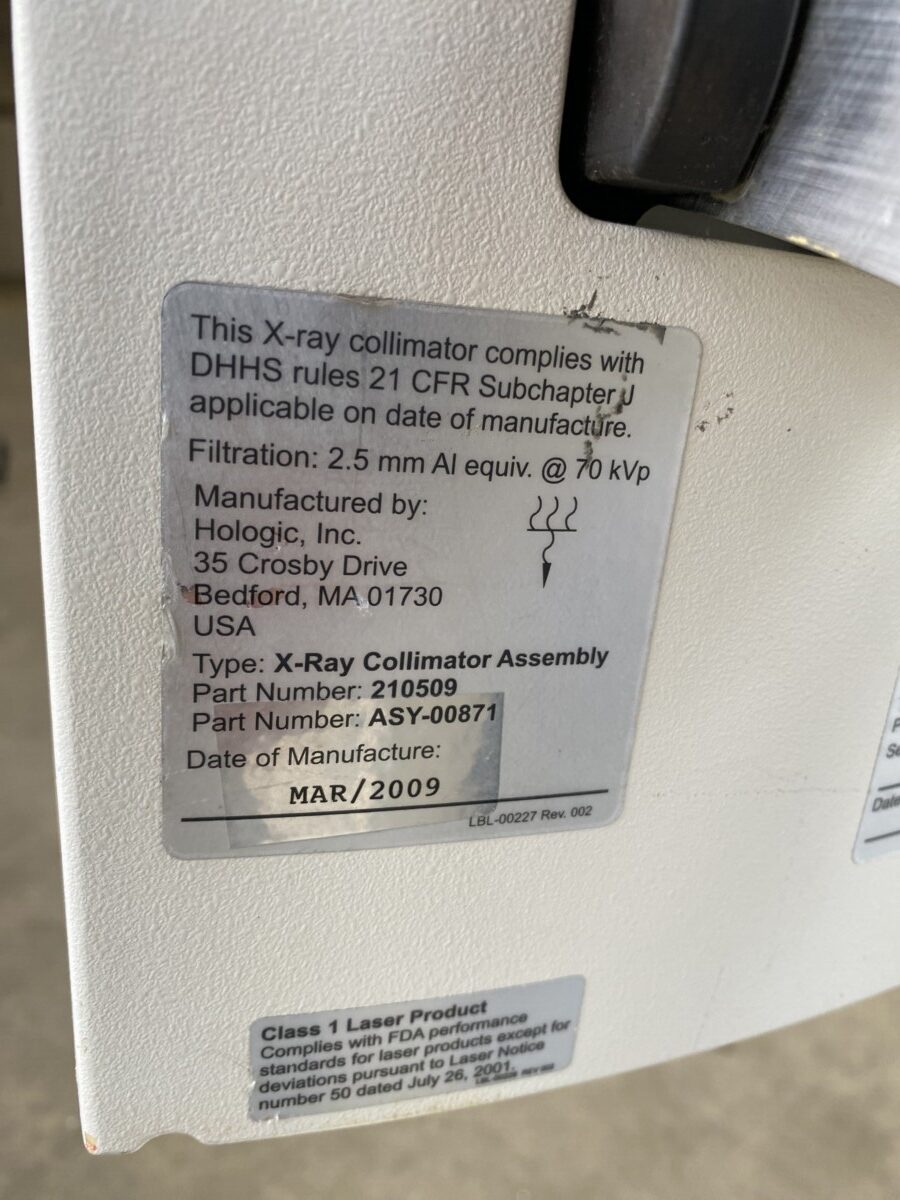 This X-ray collimator complies with
DHHS rules 21 CFR Subchapter J
applicable on date of manufacture.
Filtration: 2.5 mm Al equiv. @ 70 kVp
Manufactured by:
Hologic, Inc.
35 Crosby Drive
Bedford, MA 01730
USA
Type: X-Ray Collimator Assembly
Part Number: 210509
Part Number: ASY-00871
Date of Manufacture:
MAR/2009
LBL-00227 Rev. 002
Date
Class 1 Laser Product
Complies with FDA performance
standards for laser products except for
deviations pursuant to Laser Notice
number 50 dated July 26, 2001.